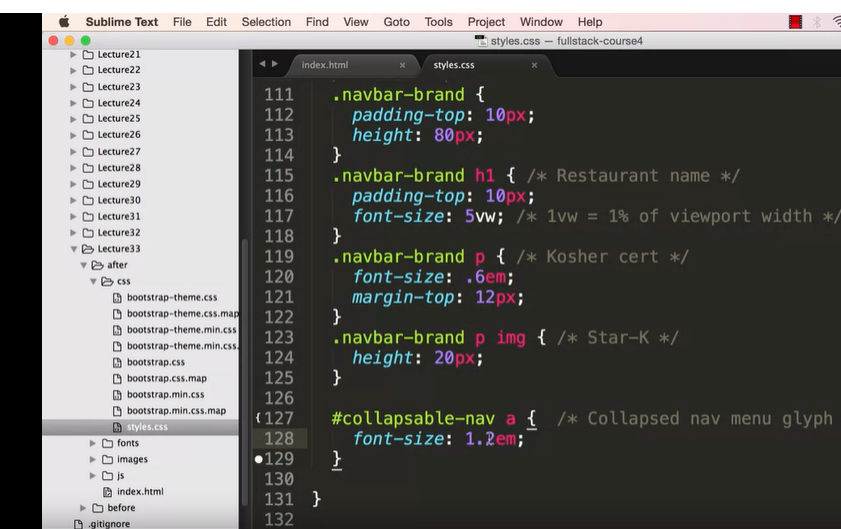 Sublime Text File Edit Selection Find View Goto Tools Project Window Help
styles.css — fullstack-course4
index.html × styles.css ×
Lecture21
Lecture22
Lecture23
Lecture24
Lecture25
Lecture26
Lecture27
Lecture28
Lecture29
Lecture30
Lecture31
Lecture32
Lecture33
after
css
bootstrap-theme.css
bootstrap-theme.css.map
bootstrap-theme.min.css
bootstrap-theme.min.css.
bootstrap.css
bootstrap.css.map
bootstrap.min.css
bootstrap.min.css.map
styles.css
fonts
images
js
index.html
before
.gitignore
111 .navbar-brand {
112 padding-top: 10px;
113 height: 80px;
114 }
115 .navbar-brand h1 { /* Restaurant name */
116 padding-top: 10px;
117 font-size: 5vw; /* 1vw = 1% of viewport width */
118 }
119 .navbar-brand p { /* Kosher cert */
120 font-size: .6em;
121 margin-top: 12px;
122 }
123 .navbar-brand p img { /* Star-K */
124 height: 20px;
125 }
126
127 #collapsable-nav a { /* Collapsed nav menu glyph
128 font-size: 1.2em;
129 }
130
131 }
132